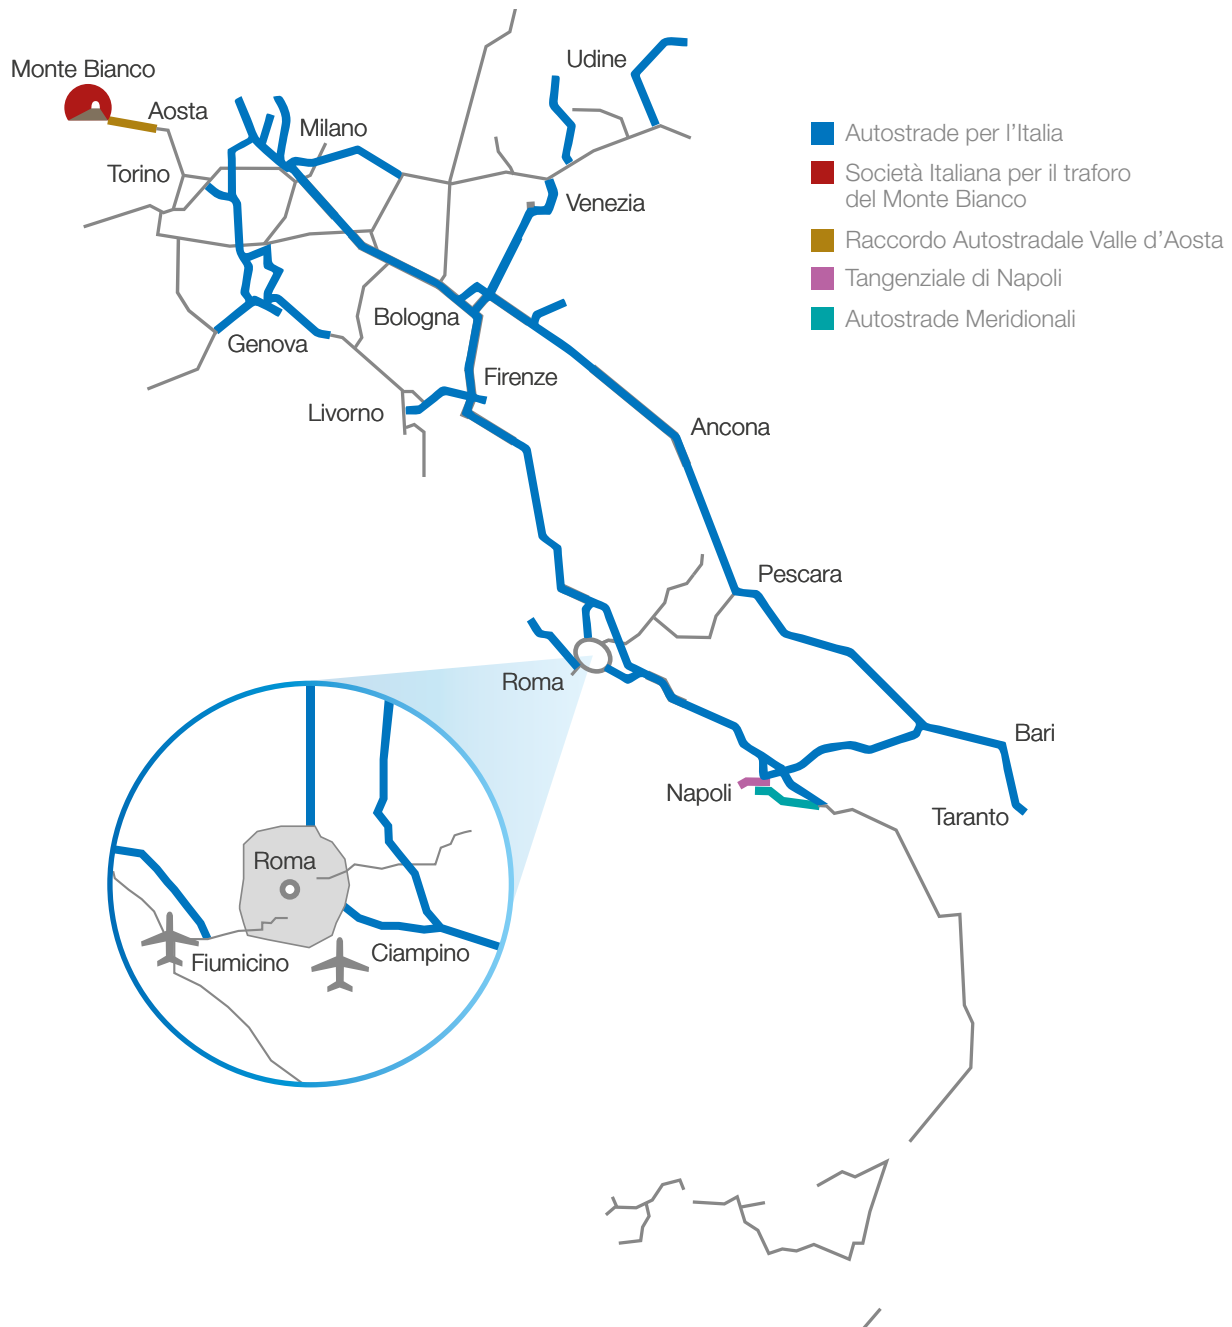 Udine
Monte Bianco
Aosta
Milano
Torino
Venezia
Bologna
Genova
Firenze
Livorno
Ancona
Pescara
Roma
Bari
Napoli
Taranto
Roma
Ciampino
Fiumicino
Autostrade per l’Italia
Società Italiana per il traforo
del Monte Bianco
Raccordo Autostradale Valle d’Aosta
Tangenziale di Napoli
Autostrade Meridionali